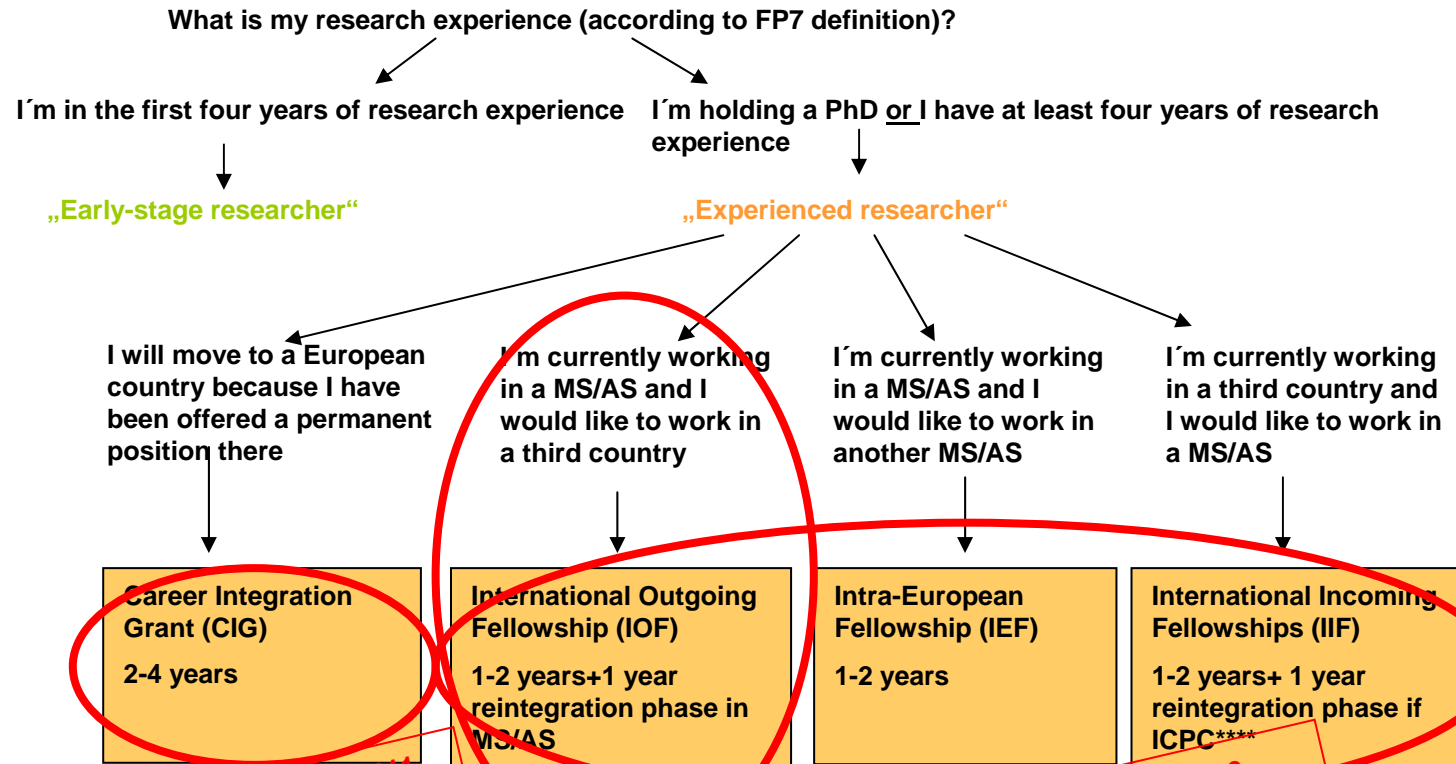 What is my research experience (according to FP7 definition)?
I´m in the first four years of research experience
I´m holding a PhD or I have at least four years of research
experience
„Early-stage researcher“
„Experienced researcher“
I will move to a European
country because I have
been offered a permanent
position there
I´m currently working
in a MS/AS and I
would like to work in
a third country
I´m currently working
in a MS/AS and I
would like to work in
another MS/AS
I´m currently working
in a third country and
I would like to work in
a MS/AS
Career Integration
Grant (CIG)
2-4 years
International Outgoing
Fellowship (IOF)
1-2 years+1 year
reintegration phase in
MS/AS
Intra-European
Fellowship (IEF)
1-2 years
International Incoming
Fellowships (IIF)
1-2 years+ 1 year
reintegration phase if
ICPC****